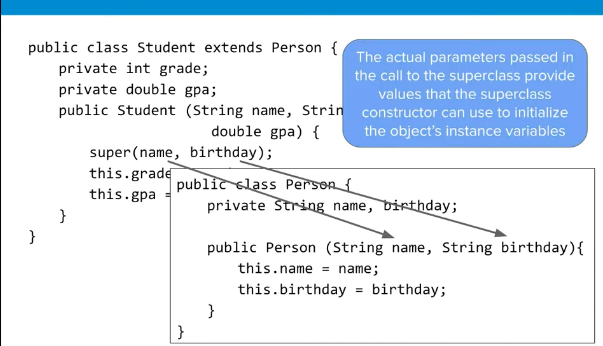 public class Student extends Person {
private int grade;
private double gpa;
public Student (String name, Strin
double gpa) {
super(name, birthday);
this.grade
this.gpa =
}
}
The actual parameters passed in
the call to the superclass provide
values that the superclass
constructor can use to initialize
the object's instance variables
public class Person {
private String name, birthday;
public Person (String name, String birthday){
this.name = name;
this.birthday = birthday;
}
}